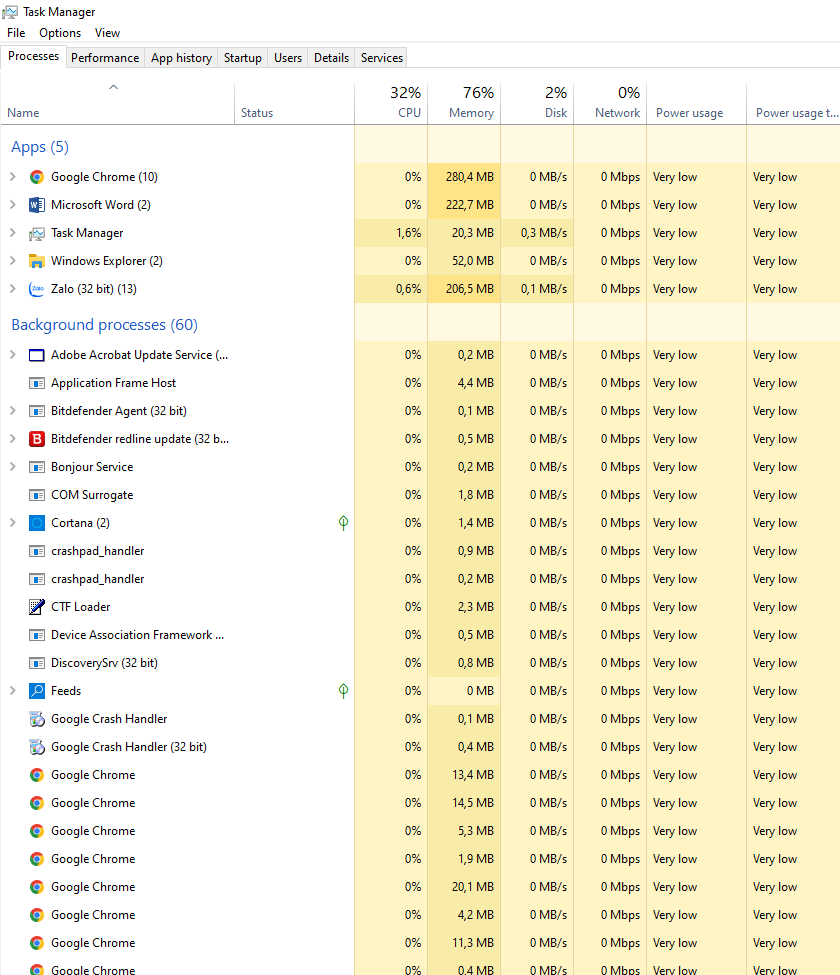 Task Manager
File Options View
Processes Performance App history Startup Users Details Services
32% 76% 2% 0%
Name Status CPU Memory Disk Network Power usage Power usage t...
Apps (5)
Google Chrome (10) 0% 280,4 MB 0 MB/s 0 Mbps Very low Very low
Microsoft Word (2) 0% 222,7 MB 0 MB/s 0 Mbps Very low Very low
Task Manager 1,6% 20,3 MB 0,3 MB/s 0 Mbps Very low Very low
Windows Explorer (2) 0% 52,0 MB 0 MB/s 0 Mbps Very low Very low
Zalo Zalo (32 bit) (13) 0,6% 206,5 MB 0,1 MB/s 0 Mbps Very low Very low
Background processes (60)
Adobe Acrobat Update Service (... 0% 0,2 MB 0 MB/s 0 Mbps Very low Very low
Application Frame Host 0% 4,4 MB 0 MB/s 0 Mbps Very low Very low
Bitdefender Agent (32 bit) 0% 0,1 MB 0 MB/s 0 Mbps Very low Very low
B Bitdefender redline update (32 b... 0% 0,5 MB 0 MB/s 0 Mbps Very low Very low
Bonjour Service 0% 0,2 MB 0 MB/s 0 Mbps Very low Very low
COM Surrogate 0% 1,8 MB 0 MB/s 0 Mbps Very low Very low
Cortana (2) 0% 1,4 MB 0 MB/s 0 Mbps Very low Very low
crashpad_handler 0% 0,9 MB 0 MB/s 0 Mbps Very low Very low
crashpad_handler 0% 0,2 MB 0 MB/s 0 Mbps Very low Very low
CTF Loader 0% 2,3 MB 0 MB/s 0 Mbps Very low Very low
Device Association Framework ... 0% 0,5 MB 0 MB/s 0 Mbps Very low Very low
DiscoverySrv (32 bit) 0% 0,8 MB 0 MB/s 0 Mbps Very low Very low
Feeds 0% 0 MB 0 MB/s 0 Mbps Very low Very low
Google Crash Handler 0% 0,1 MB 0 MB/s 0 Mbps Very low Very low
Google Crash Handler (32 bit) 0% 0,4 MB 0 MB/s 0 Mbps Very low Very low
Google Chrome 0% 13,4 MB 0 MB/s 0 Mbps Very low Very low
Google Chrome 0% 14,5 MB 0 MB/s 0 Mbps Very low Very low
Google Chrome 0% 5,3 MB 0 MB/s 0 Mbps Very low Very low
Google Chrome 0% 1,9 MB 0 MB/s 0 Mbps Very low Very low
Google Chrome 0% 20,1 MB 0 MB/s 0 Mbps Very low Very low
Google Chrome 0% 4,2 MB 0 MB/s 0 Mbps Very low Very low
Google Chrome 0% 11,3 MB 0 MB/s 0 Mbps Very low Very low
Google Chrome 0% 0,4 MB 0 MB/s 0 Mbps Very low Very low